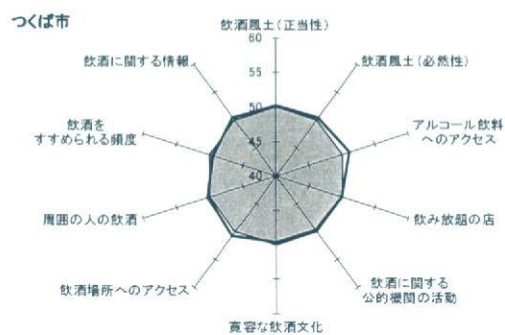 つくば市
飲酒風土(正当性)
60
飲酒に関する情報
飲酒風土(必然性)
55
50
飲酒を
すすめられる頻度
アルコール飲料
へのアクセス
45
40
周囲の人の飲酒
飲み放題の店
飲酒場所へのアクセス
飲酒に関する
公的機関の活動
寛容な飲酒文化